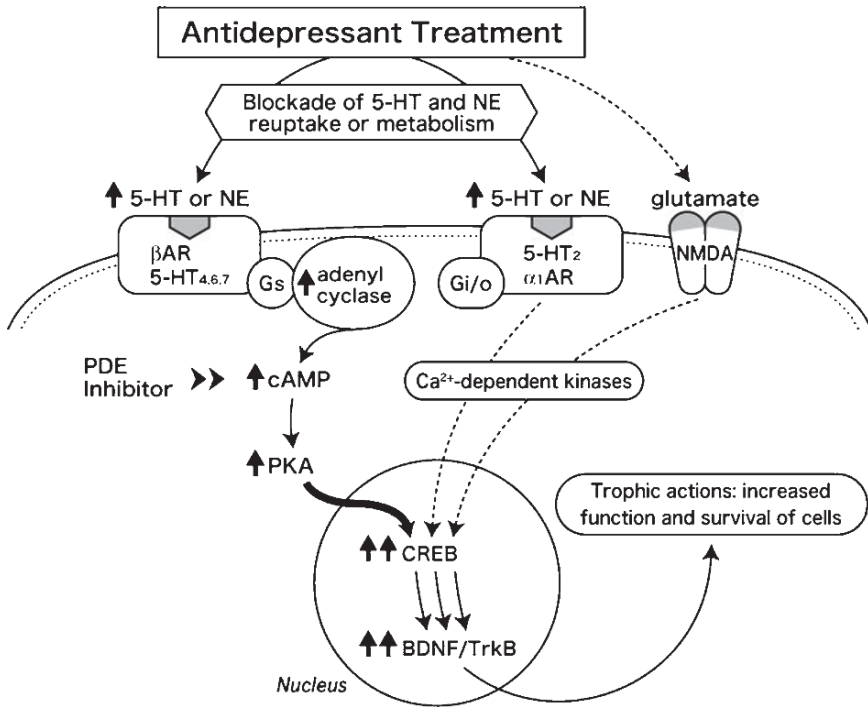 Antidepressant Treatment
Blockade of 5-HT and NE
reuptake or metabolism
5-HT or NE
5-HT or NE
glutamate
βAR
5-HT4.6.7
Gs
adenyl
cyclase
Gi/o
5-HT2
α1AR
NMDA
PDE
Inhibitor
cAMP
Ca2+-dependent kinases
PKA
Trophic actions: increased
function and survival of cells
CREB
BDNF/TrkB
Nucleus